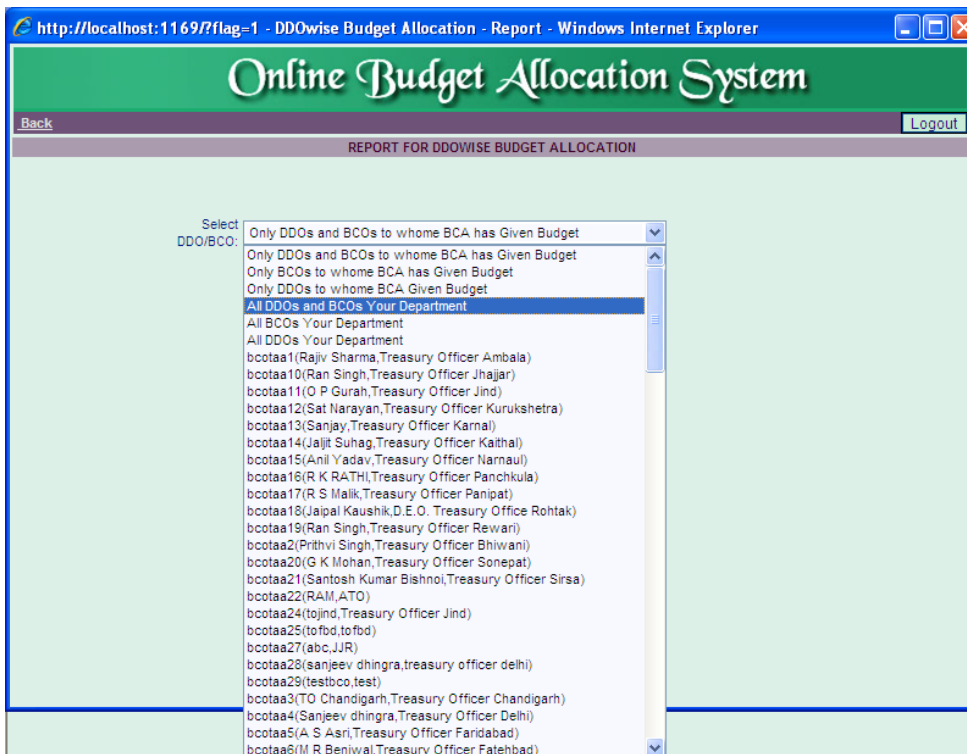 http://localhost:1169/?flag=1 - DDOwise Budget Allocation - Report - Windows Internet Explorer
Online Budget Allocation System
Back
Logout
REPORT FOR DDOWISE BUDGET ALLOCATION
Select
DDO/BCO:
Only DDOs and BCOs to whome BCA has Given Budget
Only DDOs and BCOs to whome BCA has Given Budget
Only BCOs to whome BCA has Given Budget
Only DDOs to whome BCA Given Budget
All DDOs and BCOs Your Department
All BCOs Your Department
All DDOs Your Department
bcotaa1(Rajiv Sharma,Treasury Officer Ambala)
bcotaa10(Ran Singh,Treasury Officer Jhajjar)
bcotaa11(O P Gurah,Treasury Officer Jind)
bcotaa12(Sat Narayan,Treasury Officer Kurukshetra)
bcotaa13(Sanjay,Treasury Officer Karnal)
bcotaa14(Jaljit Suhag,Treasury Officer Kaithal)
bcotaa15(Anil Yadav,Treasury Officer Narnaul)
bcotaa16(R K RATHI,Treasury Officer Panchkula)
bcotaa17(R S Malik,Treasury Officer Panipat)
bcotaa18(Jaipal Kaushik,D.E.O. Treasury Office Rohtak)
bcotaa19(Ran Singh,Treasury Officer Rewari)
bcotaa2(Prithvi Singh,Treasury Officer Bhiwani)
bcotaa20(G K Mohan,Treasury Officer Sonepat)
bcotaa21(Santosh Kumar Bishnoi,Treasury Officer Sirsa)
bcotaa22(RAM,ATO)
bcotaa24(tojind,Treasury Officer Jind)
bcotaa25(tofbd,tofbd)
bcotaa27(abc,JJR)
bcotaa28(sanjeev dhingra,treasury officer delhi)
bcotaa29(testbco,test)
bcotaa3(TO Chandigarh,Treasury Officer Chandigarh)
bcotaa4(Sanjeev dhingra,Treasury Officer Delhi)
bcotaa5(A S Asri,Treasury Officer Faridabad)
bcotaa6(M R Beniwal,Treasury Officer Fatehbad)